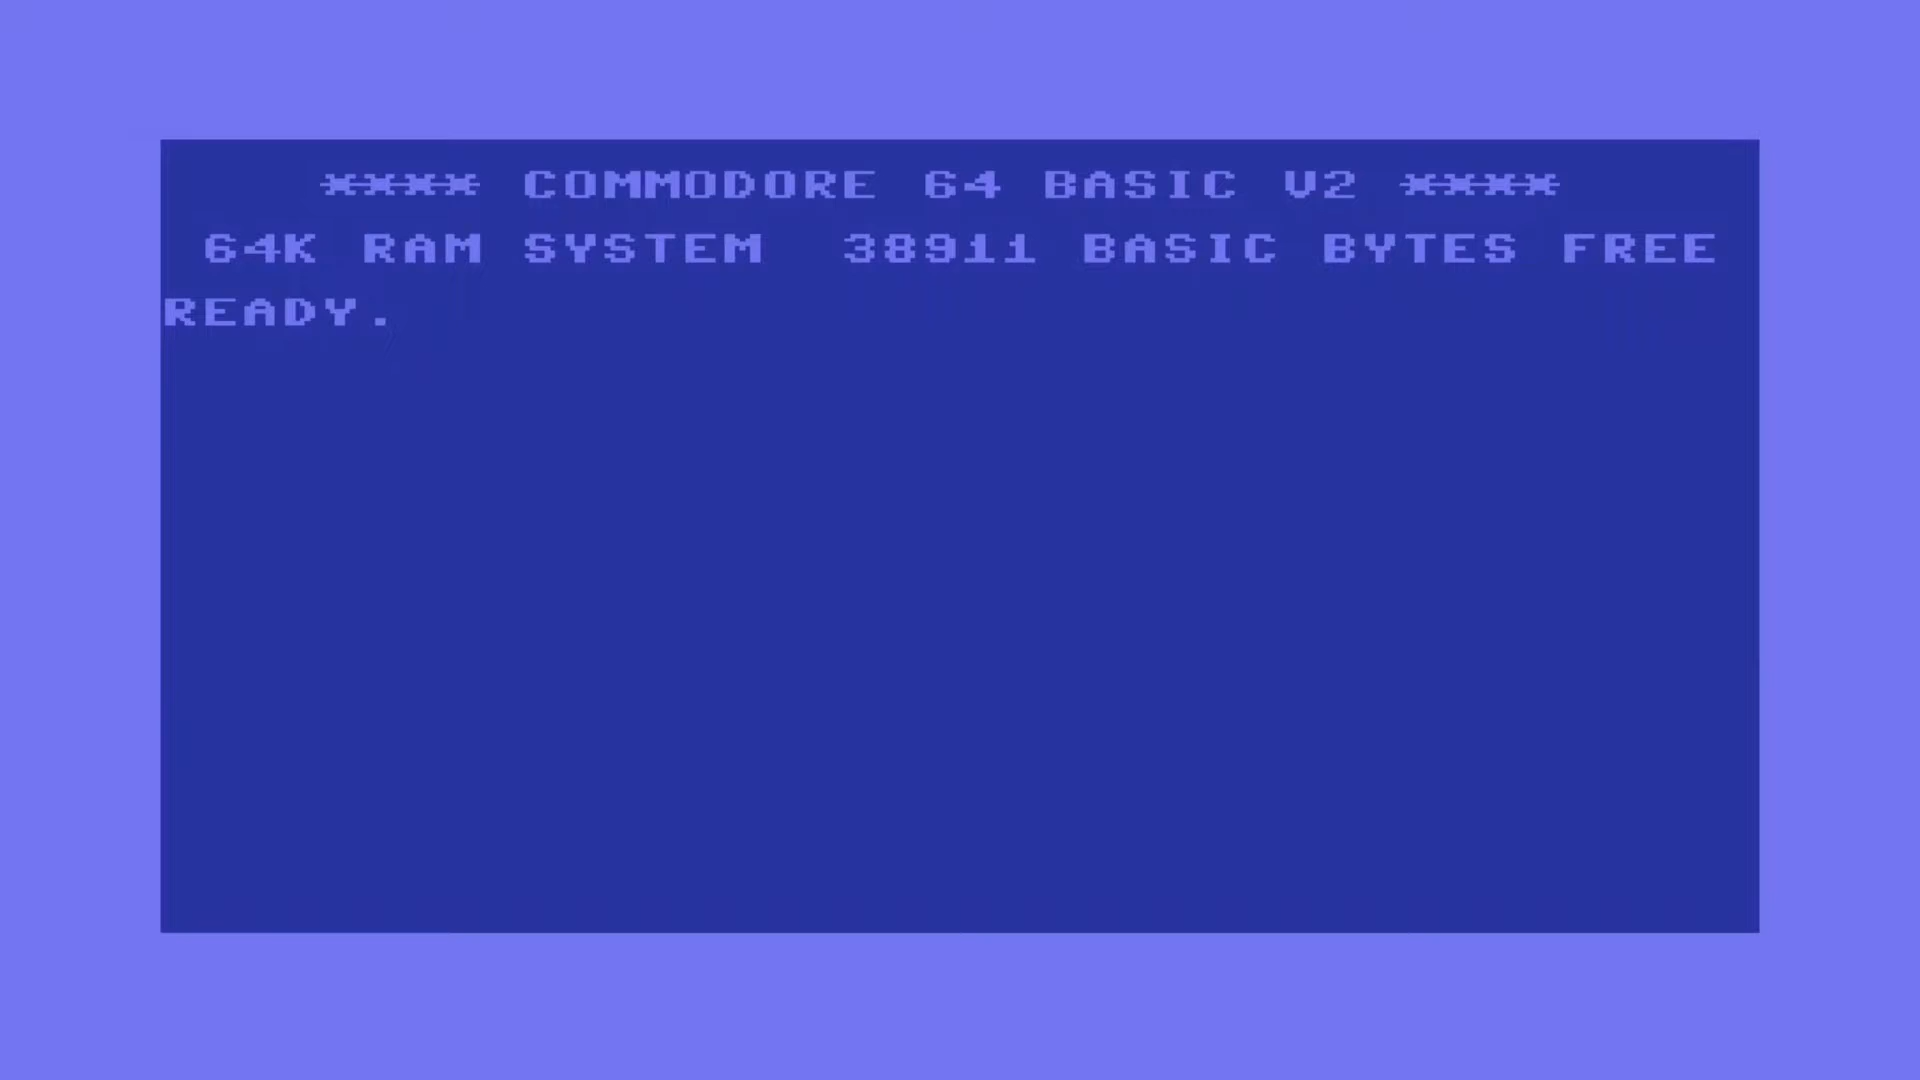 **** COMMODORE 64 BASIC V2 ****
64K RAM SYSTEM  38911 BASIC BYTES FREE
READY.